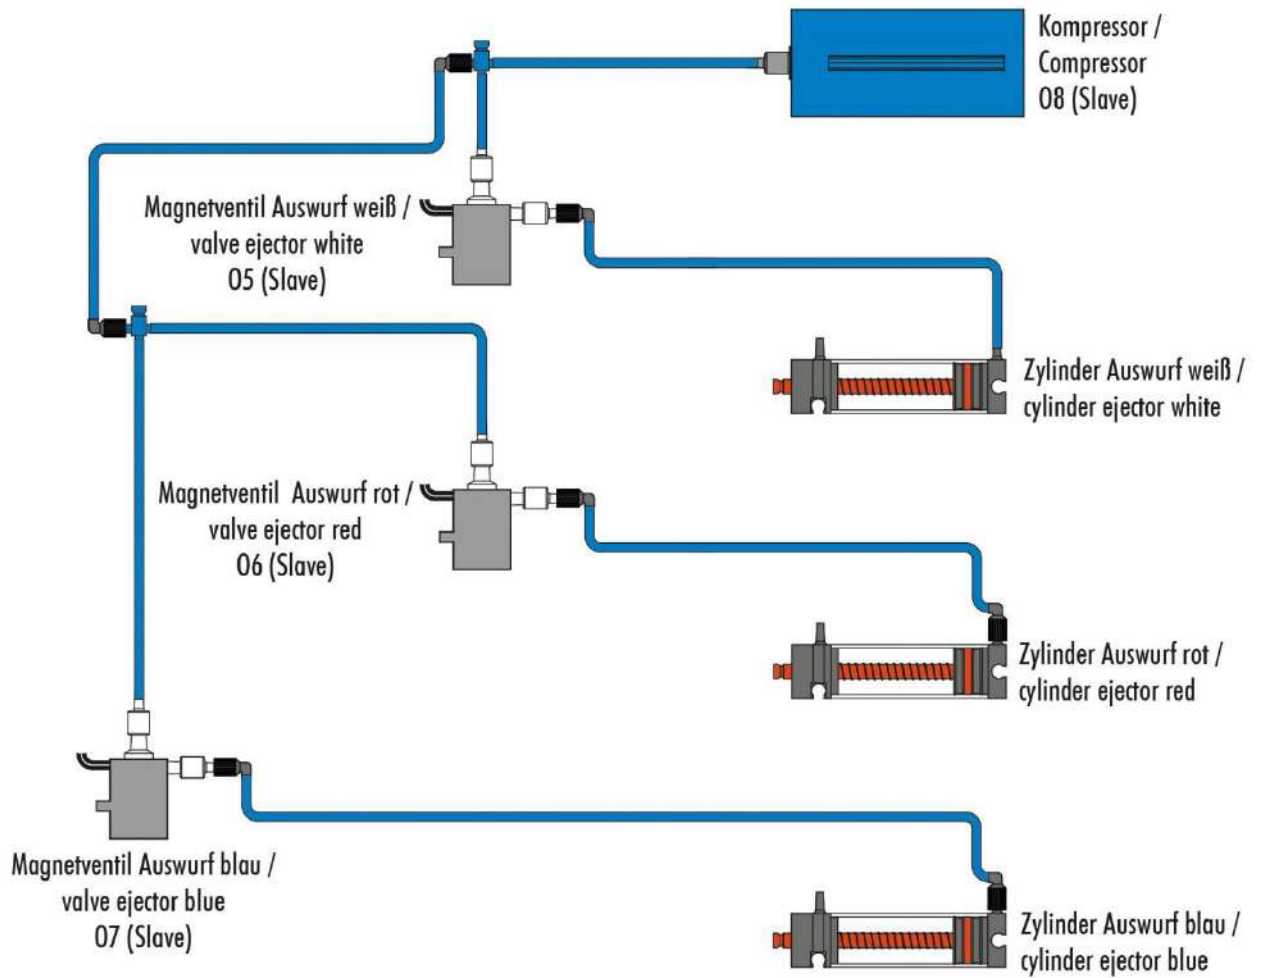 Kompressor /
Compressor
O8 (Slave)
Magnetventil Auswurf weiß /
valve ejector white
O5 (Slave)
Zylinder Auswurf weiß /
cylinder ejector white
Magnetventil Auswurf rot /
valve ejector red
O6 (Slave)
Zylinder Auswurf rot /
cylinder ejector red
Magnetventil Auswurf blau /
valve ejector blue
O7 (Slave)
Zylinder Auswurf blau /
cylinder ejector blue